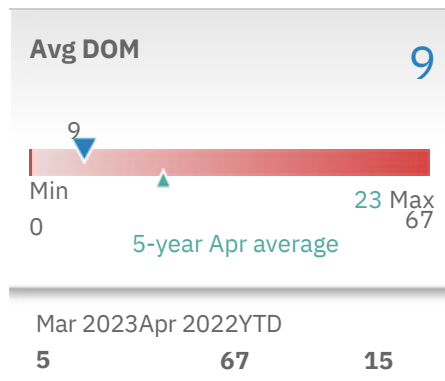 Avg DOM
9
9
Min
23 Max
0
67
5-year Apr average
Mar 2023Apr 2022YTD
5 67 15